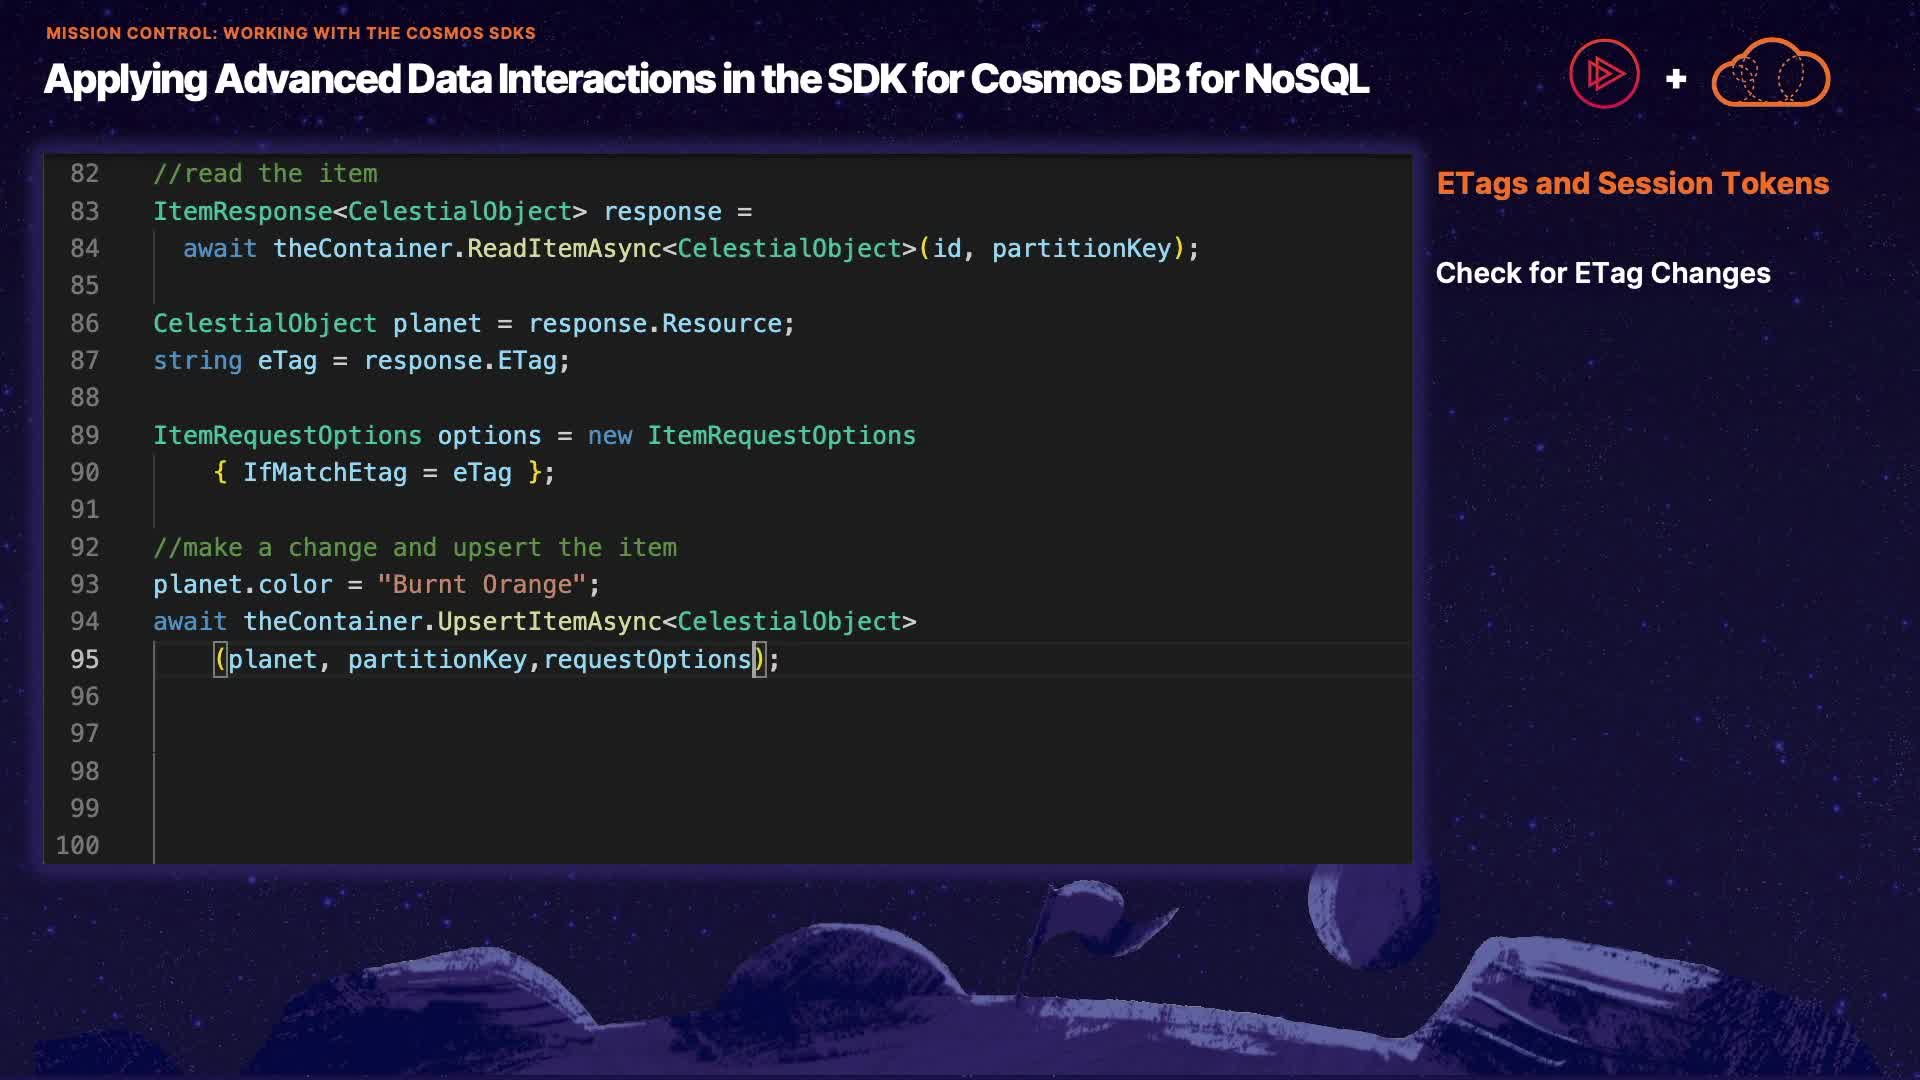 MISSION CONTROL: WORKING WITH THE COSMOS SDKS
Applying Advanced Data Interactions in the SDK for Cosmos DB for NoSQL
+
82 //read the item
83 ItemResponse<CelestialObject> response =
84 await theContainer.ReadItemAsync<CelestialObject>(id, partitionKey);
85
86 CelestialObject planet = response.Resource;
87 string eTag = response.ETag;
88
89 ItemRequestOptions options = new ItemRequestOptions
90 { IfMatchEtag = eTag };
91
92 //make a change and upsert the item
93 planet.color = "Burnt Orange";
94 await theContainer.UpsertItemAsync<CelestialObject>
95 (planet, partitionKey,requestOptions);
96
97
98
99
100
ETags and Session Tokens
Check for ETag Changes